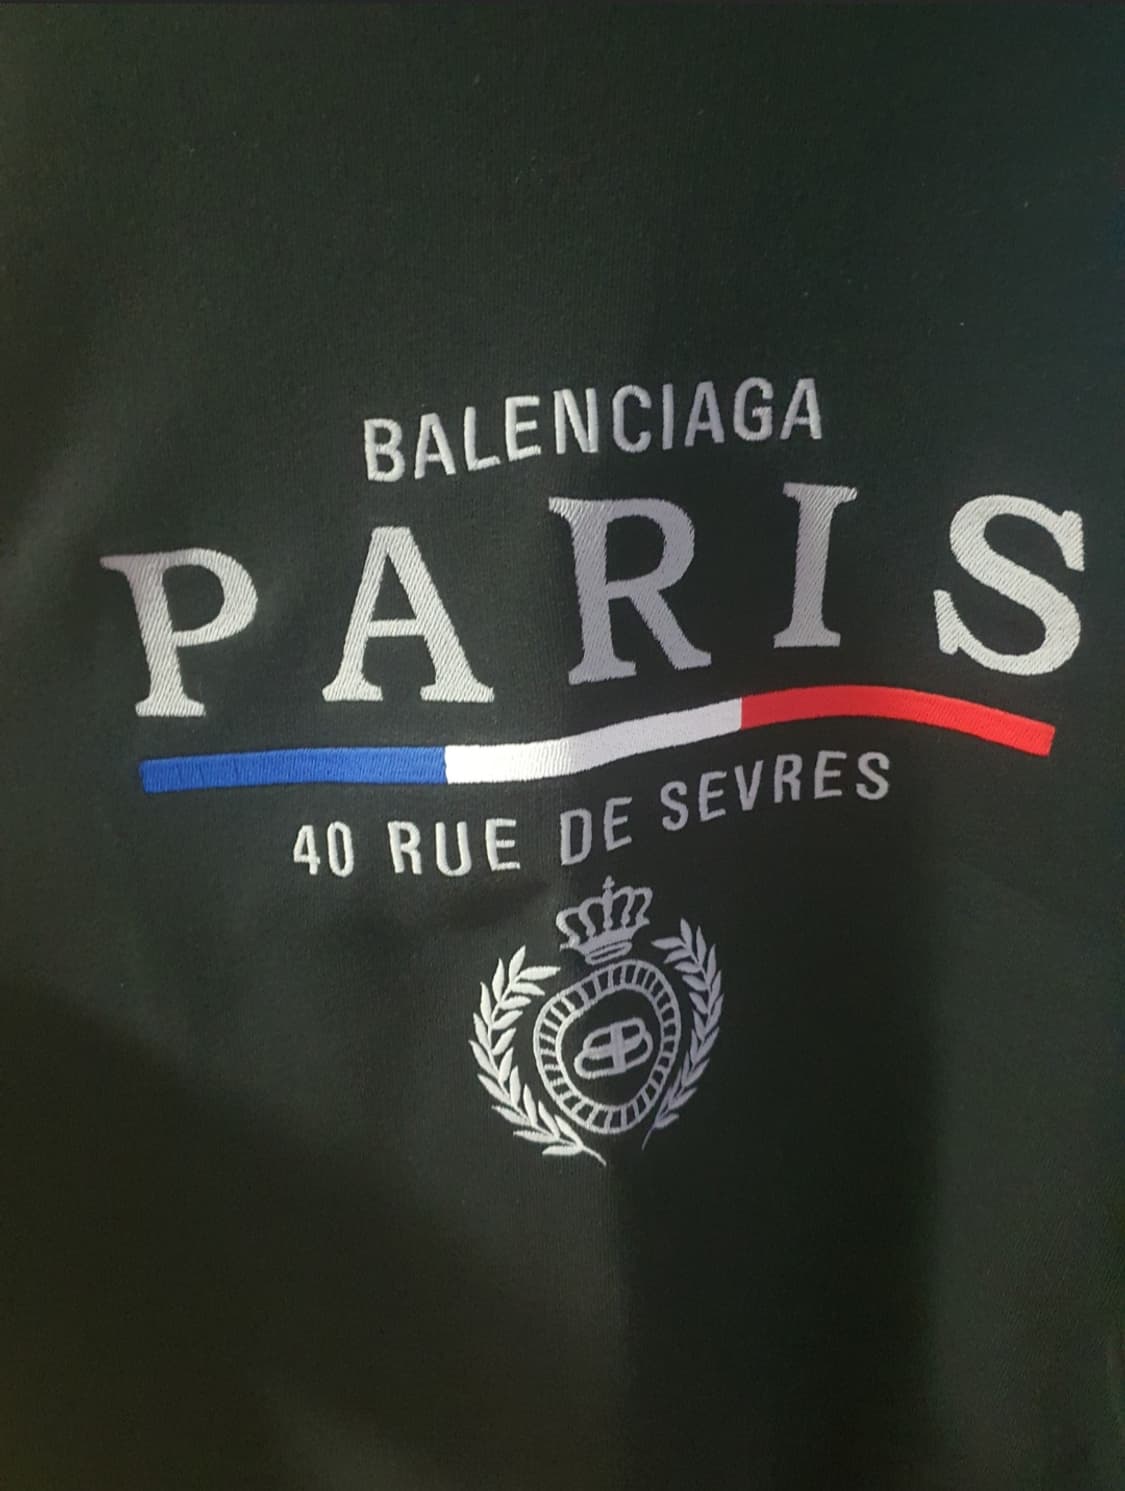 BALENCIAGA
PARIS
40 RUE DE SEVRES